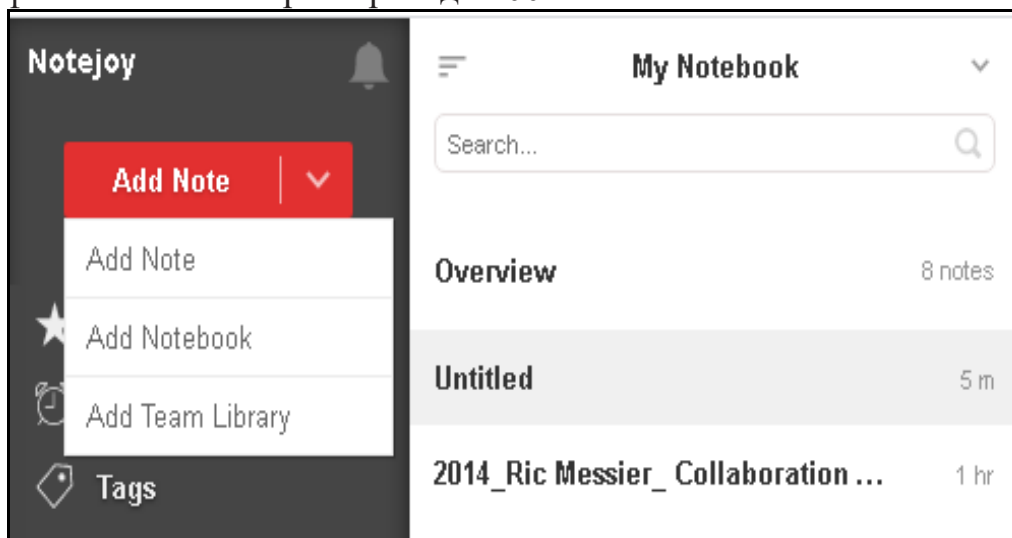 Notejoy
Add Note
Add Note
Add Notebook
Add Team Library
Tags
My Notebook
Search...
Overview 8 notes
Untitled 5 m
2014_Ric Messier_ Collaboration ... 1 hr